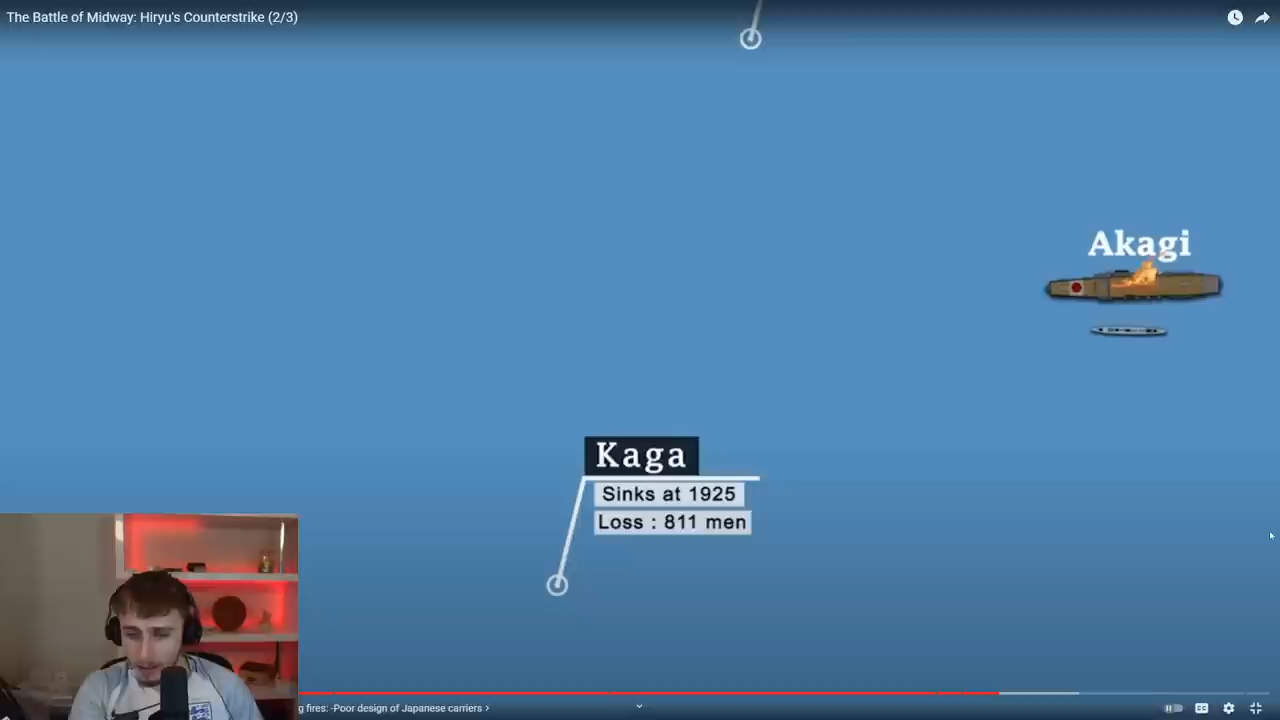 The Battle of Midway: Hiryu's Counterstrike (2/3)
Akagi
Kaga
Sinks at 1925
Loss : 811 men
g fires: -Poor design of Japanese carriers